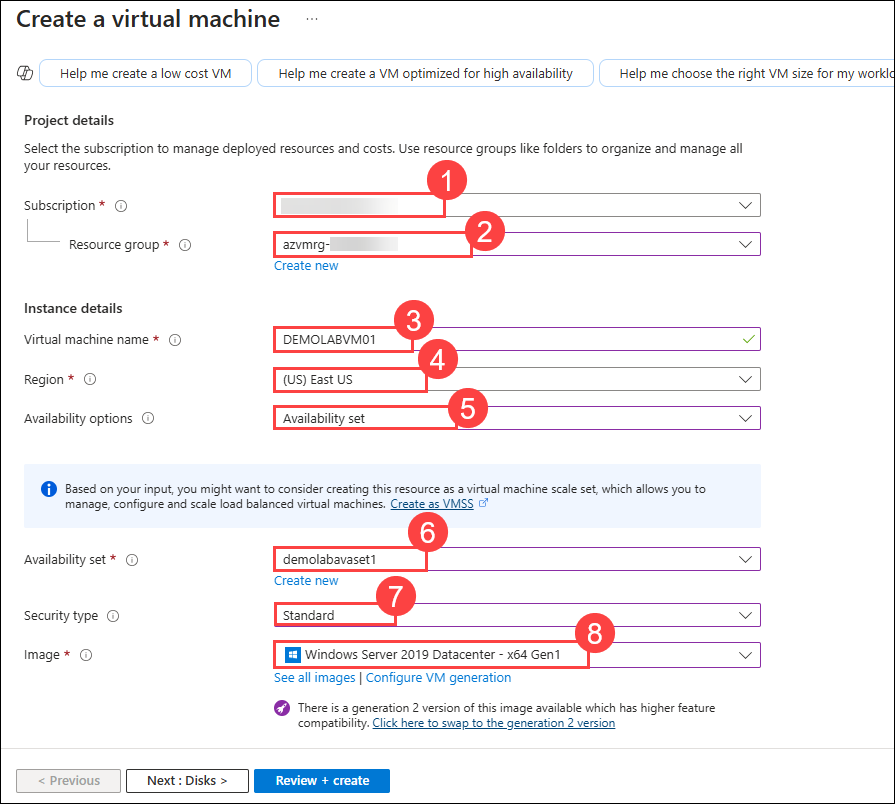 Create a virtual machine ...
Help me create a low cost VM
Help me create a VM optimized for high availability
Help me choose the right VM size for my worklo
Project details
Select the subscription to manage deployed resources and costs. Use resource groups like folders to organize and manage all
your resources.
1
Subscription *
2
Resource group * azvmrg-
Create new
Instance details
3
Virtual machine name * DEMOLABVM01
4
Region * (US) East US
5
Availability options Availability set
Based on your input, you might want to consider creating this resource as a virtual machine scale set, which allows you to
manage, configure and scale load balanced virtual machines. Create as VMSS
6
Availability set * demolabavaset1
Create new
7
Security type Standard
8
Image * Windows Server 2019 Datacenter - x64 Gen1
See all images | Configure VM generation
There is a generation 2 version of this image available which has higher feature
compatibility. Click here to swap to the generation 2 version
< Previous
Next : Disks >
Review + create